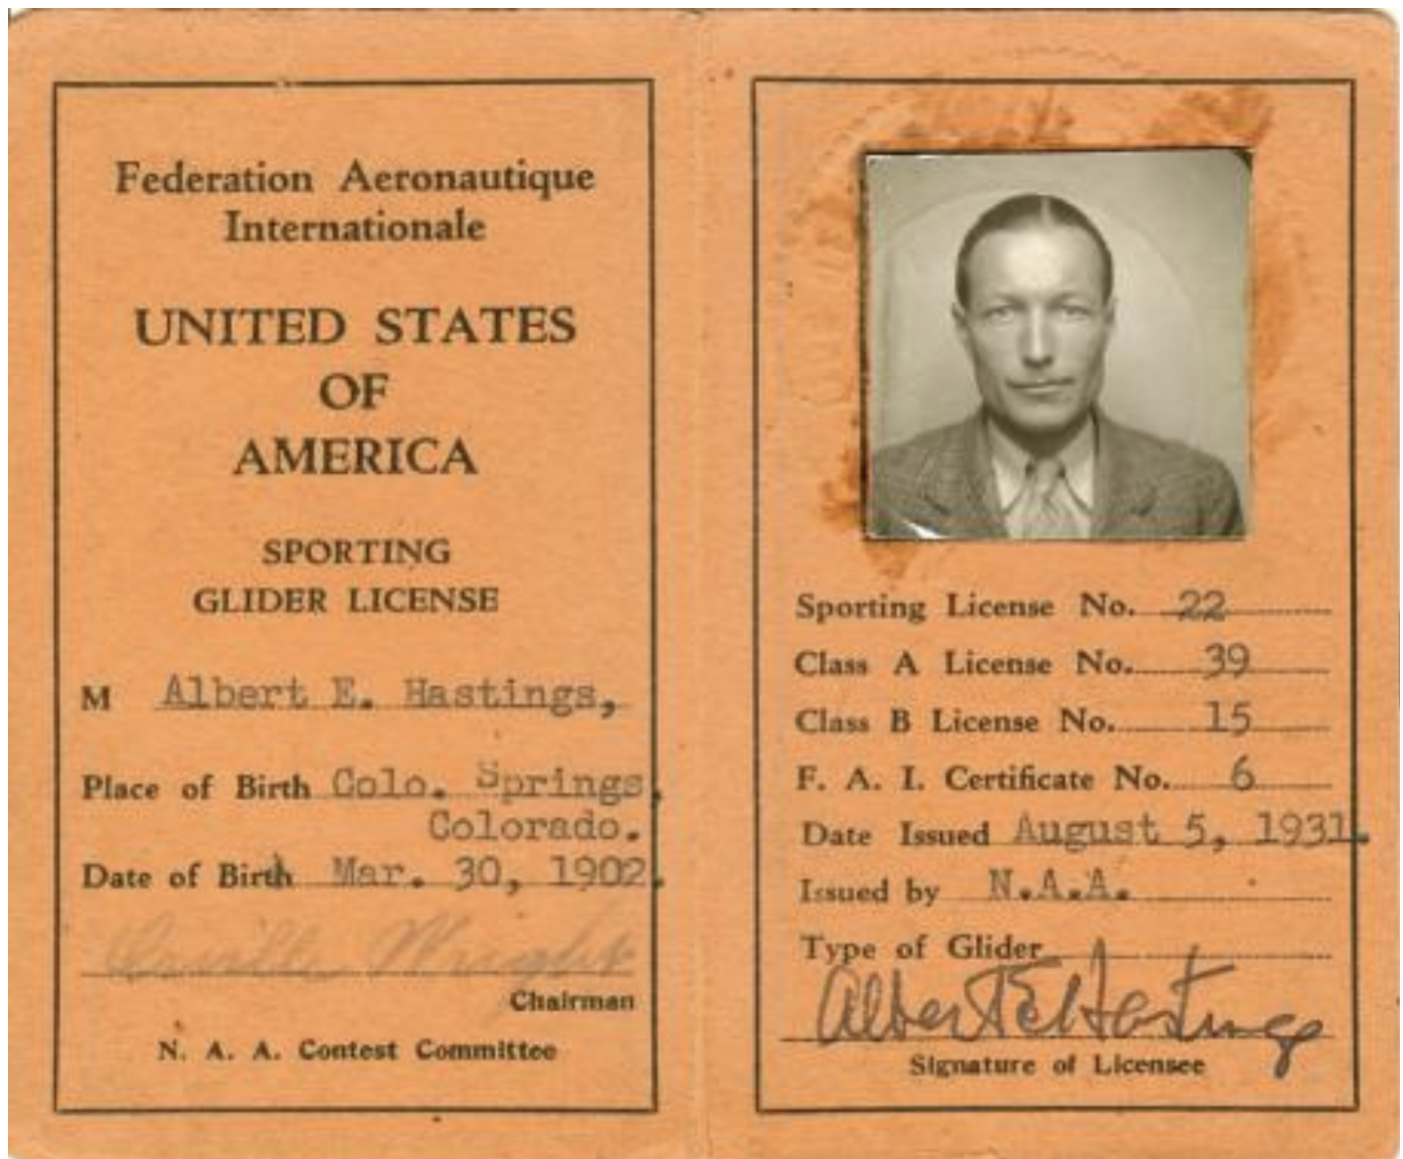 Federation Aeronautique
Internationale
UNITED STATES
OF
AMERICA
SPORTING
GLIDER LICENSE
M Albert E. Hastings,
Place of Birth Colo. Springs,
Colorado.
Date of Birth Mar. 30, 1902.
Orville Wright
Chairman
N. A. A. Contest Committee
Sporting License No. 22
Class A License No. 39
Class B License No. 15
F. A. I. Certificate No. 6
Date Issued August 5, 1931.
Issued by N.A.A.
Type of Glider
Albert E Hastings
Signature of Licensee